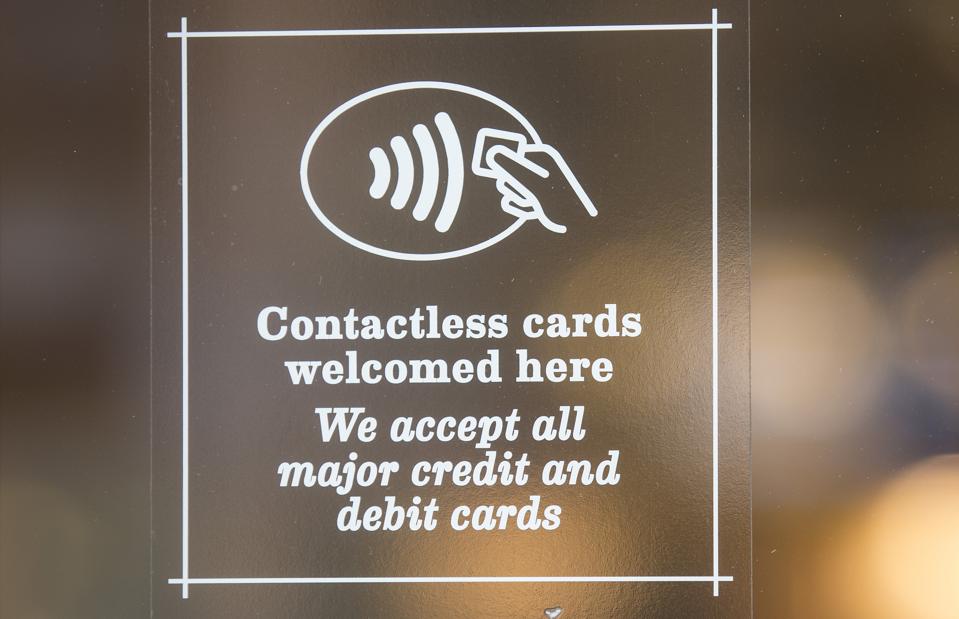 Contactless cards
welcomed here
We accept all
major credit and
debit cards